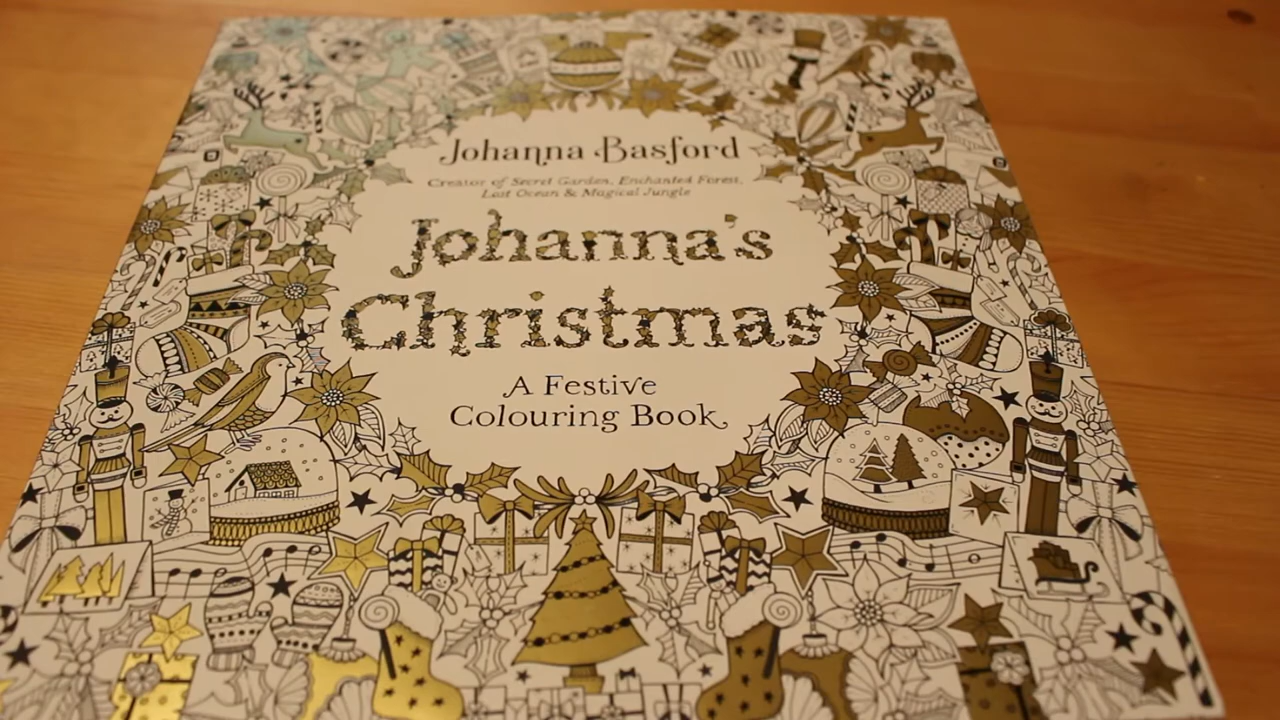 Johanna Basford
Creator of Secret Garden, Enchanted Forest,
Lost Ocean & Magical Jungle
Johanna's
Christmas
A Festive
Colouring Book